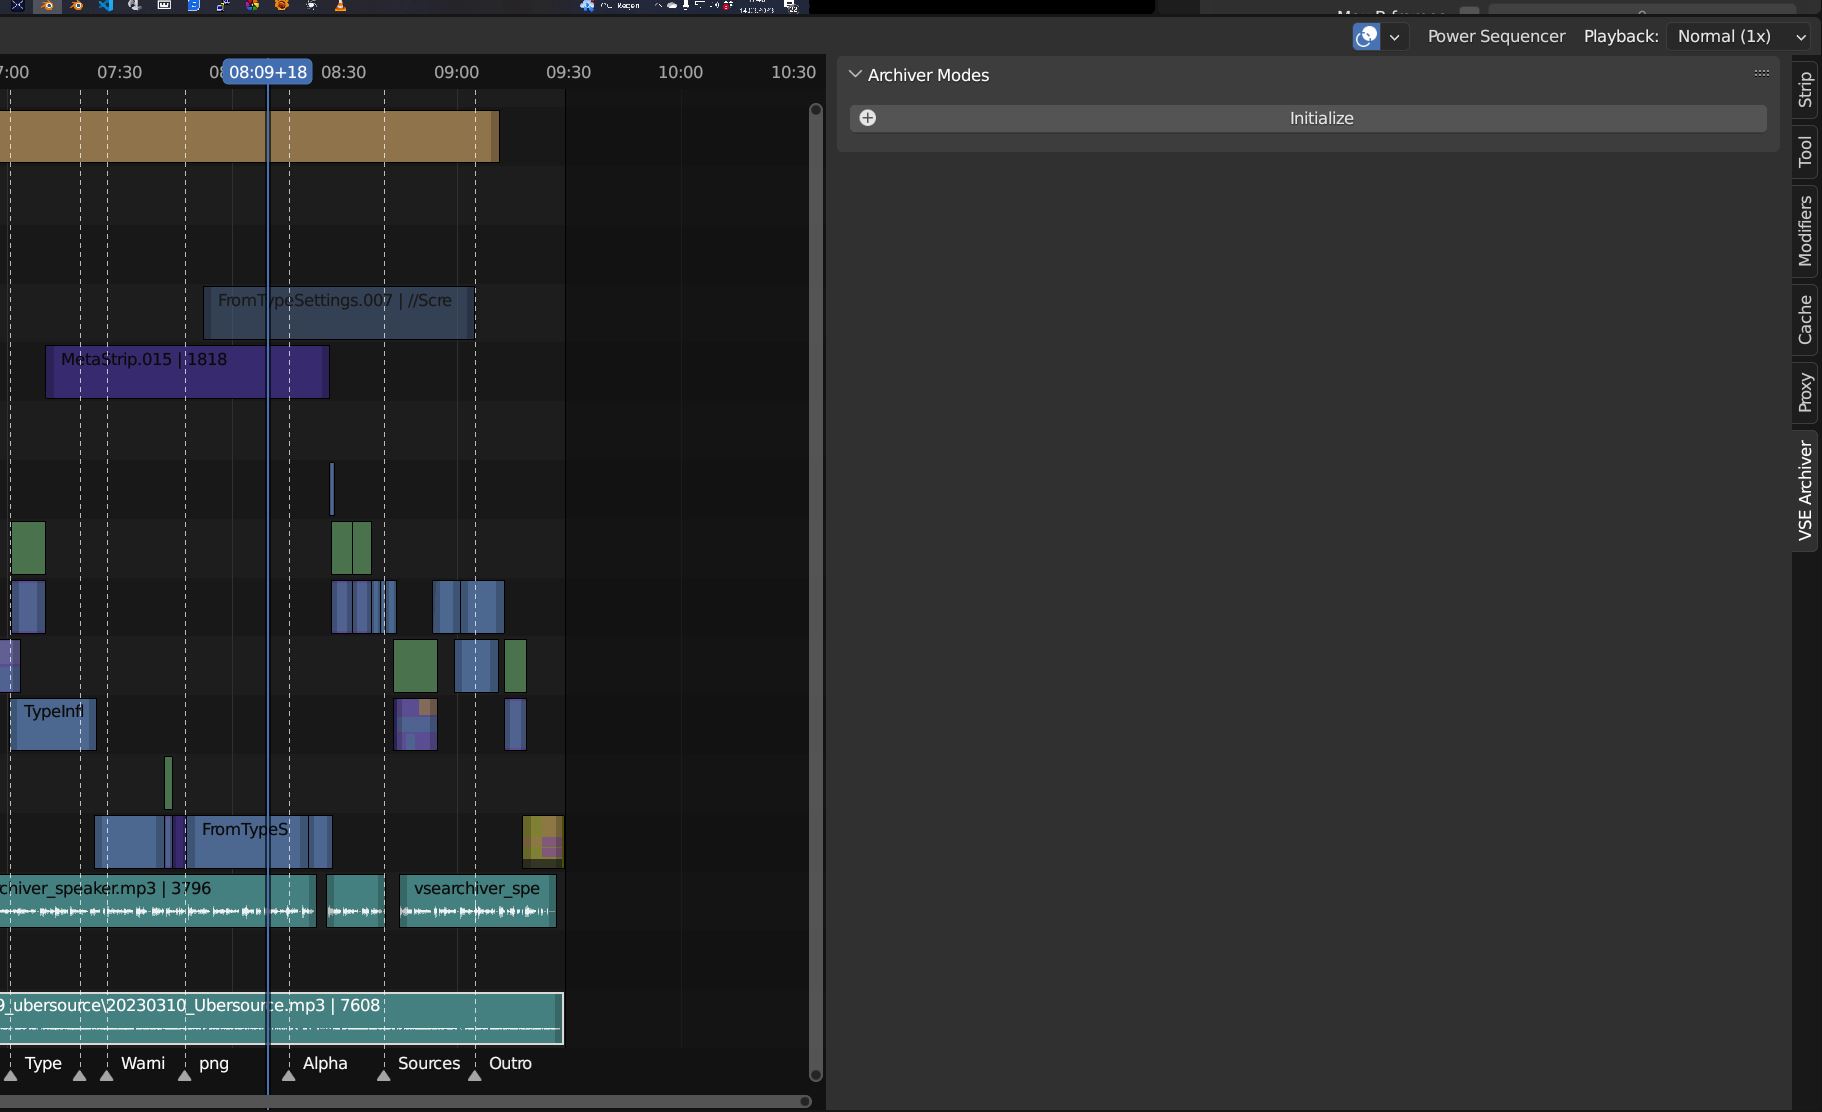 Power Sequencer Playback: Normal (1x)
7:00 07:30 08:09+18 08:30 09:00 09:30 10:00 10:30
Archiver Modes
Initialize
Strip
Tool
Modifiers
Cache
Proxy
VSE Archiver
FromTypeSettings.007 | //Scre
MetaStrip.015 | 1818
TypeInf
FromTypeS
chiver_speaker.mp3 | 3796
vsearchiver_spe
9_ubersource\20230310_Ubersource.mp3 | 7608
Type Warni png Alpha Sources Outro